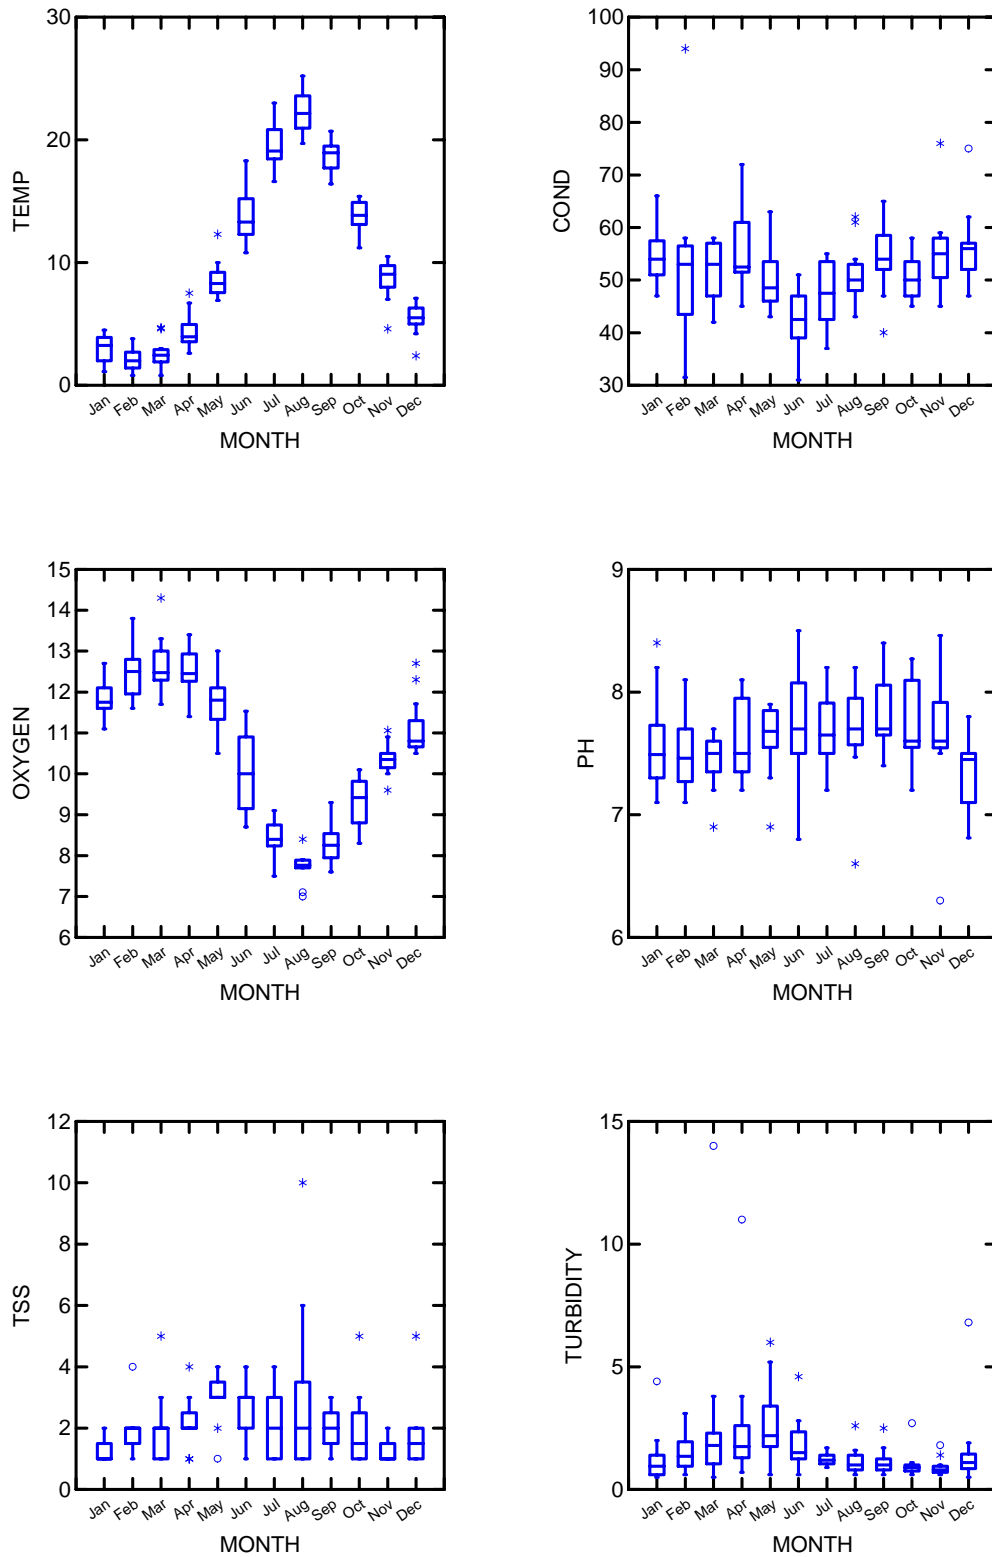 30
20
10
0
TEMP
Jan Feb Mar Apr May Jun Jul Aug Sep Oct Nov Dec
MONTH
100
90
80
70
60
50
40
30
COND
Jan Feb Mar Apr May Jun Jul Aug Sep Oct Nov Dec
MONTH
15
14
13
12
11
10
9
8
7
6
OXYGEN
Jan Feb Mar Apr May Jun Jul Aug Sep Oct Nov Dec
MONTH
9
8
7
6
PH
Jan Feb Mar Apr May Jun Jul Aug Sep Oct Nov Dec
MONTH
12
10
8
6
4
2
0
TSS
Jan Feb Mar Apr May Jun Jul Aug Sep Oct Nov Dec
MONTH
15
10
5
0
TURBIDITY
Jan Feb Mar Apr May Jun Jul Aug Sep Oct Nov Dec
MONTH